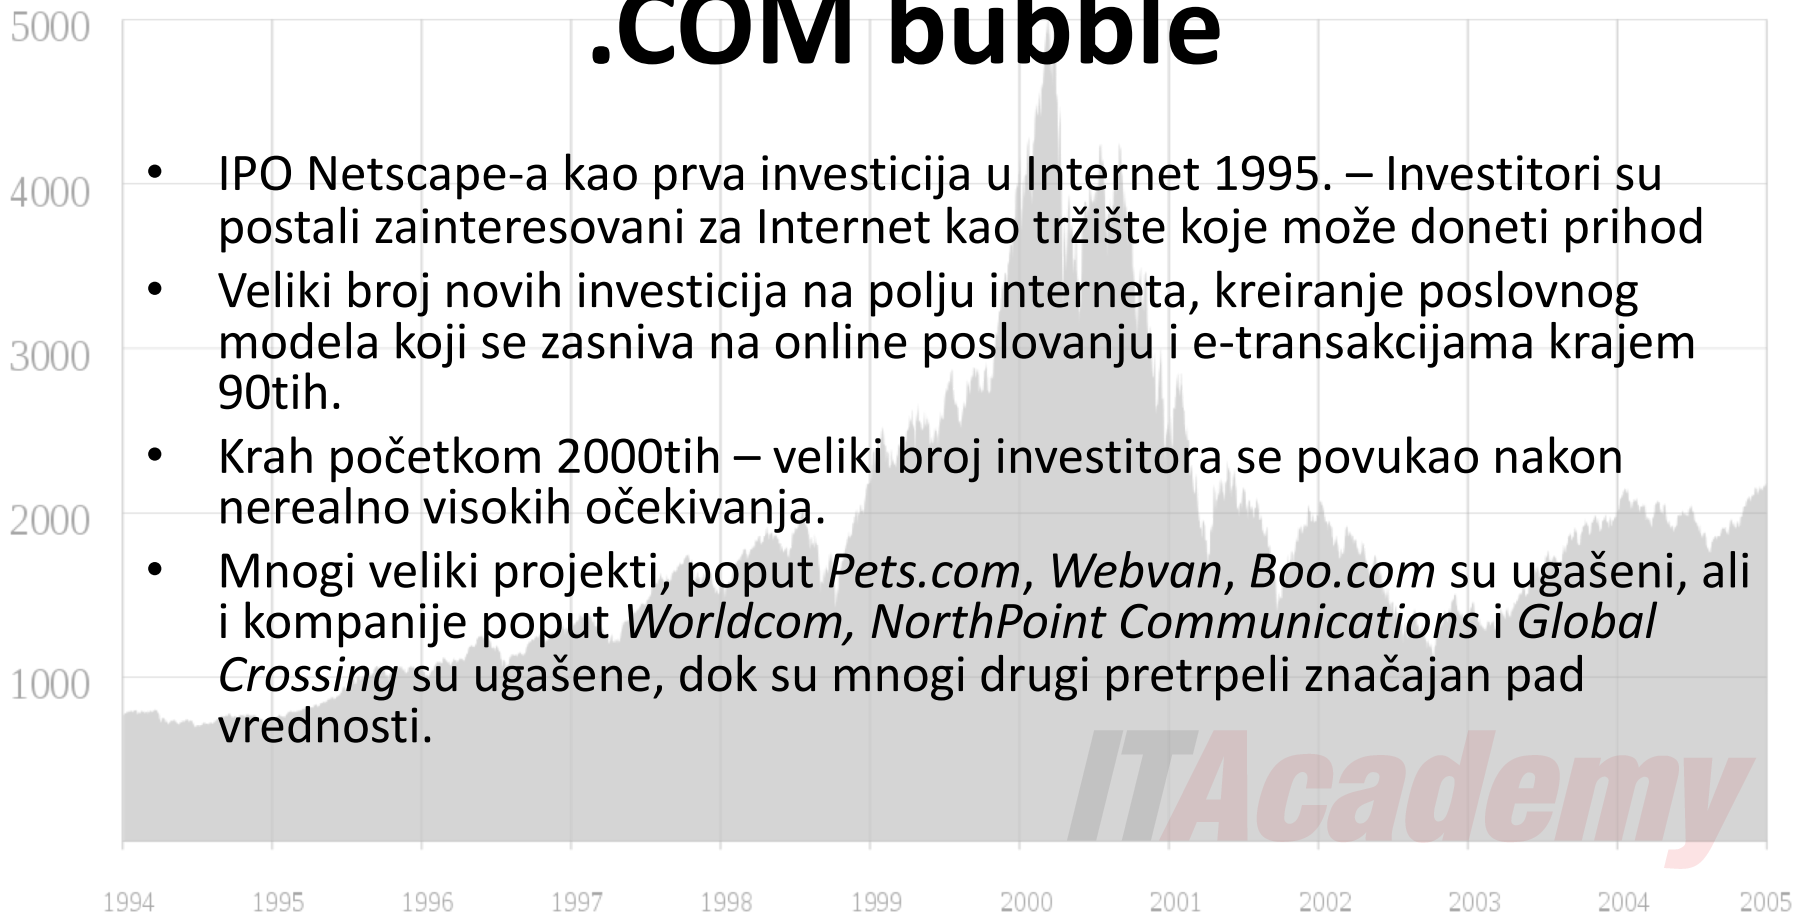 .COM bubble
5000
4000
3000
2000
1000
• IPO Netscape-a kao prva investicija u Internet 1995. – Investitori su
postali zainteresovani za Internet kao tržište koje može doneti prihod
• Veliki broj novih investicija na polju interneta, kreiranje poslovnog
modela koji se zasniva na online poslovanju i e-transakcijama krajem
90tih.
• Krah početkom 2000tih – veliki broj investitora se povukao nakon
nerealno visokih očekivanja.
• Mnogi veliki projekti, poput Pets.com, Webvan, Boo.com su ugašeni, ali
i kompanije poput Worldcom, NorthPoint Communications i Global
Crossing su ugašene, dok su mnogi drugi pretrpeli značajan pad
vrednosti.
ITAcademy
1994 1995 1996 1997 1998 1999 2000 2001 2002 2003 2004 2005